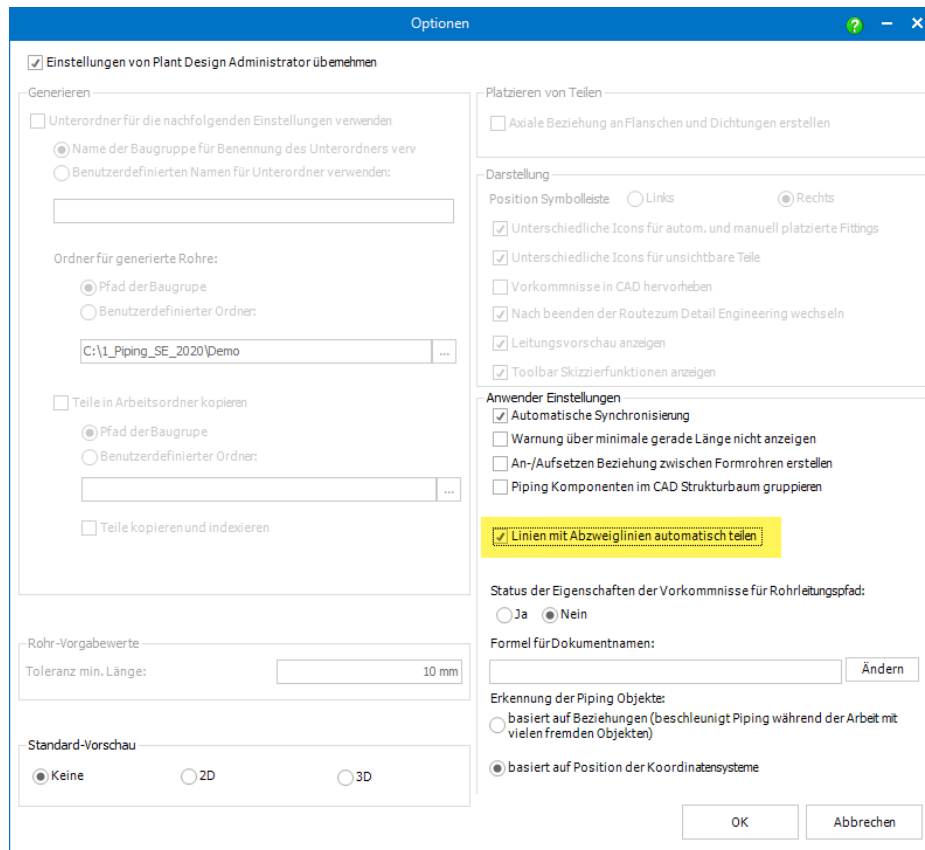 Optionen
Einstellungen von Plant Design Administrator übernehmen
Generieren
Unterordner für die nachfolgenden Einstellungen verwenden
Name der Baugruppe für Benennung des Unterordners verv
Benutzerdefinierten Namen für Unterordner verwenden:
Ordner für generierte Rohre:
Pfad der Baugrupe
Benutzerdefinierter Ordner:
C:\1_Piping_SE_2020\Demo
...
Teile in Arbeitsordner kopieren
Pfad der Baugrupe
Benutzerdefinierter Ordner:
...
Teile kopieren und indexieren
Rohr-Vorgabewerte
Toleranz min. Länge:
10 mm
Standard-Vorschau
Keine
2D
3D
Platzieren von Teilen
Axiale Beziehung an Flanschen und Dichtungen erstellen
Darstellung
Position Symbolleiste
Links
Rechts
Unterschiedliche Icons für autom. und manuell platzierte Fittings
Unterschiedliche Icons für unsichtbare Teile
Vorkommnisse in CAD hervorheben
Nach beenden der Route zum Detail Engineering wechseln
Leitungsvorschau anzeigen
Toolbar Skizzierfunktionen anzeigen
Anwender Einstellungen
Automatische Synchronisierung
Warnung über minimale gerade Länge nicht anzeigen
An-/Aufsetzen Beziehung zwischen Formrohren erstellen
Piping Komponenten im CAD Strukturbaum gruppieren
Linien mit Abzweiglinien automatisch teilen
Status der Eigenschaften der Vorkommnisse für Rohrleitungspfad:
Ja
Nein
Formel für Dokumentnamen:
Ändern
Erkennung der Piping Objekte:
basiert auf Beziehungen (beschleunigt Piping während der Arbeit mit
vielen fremden Objekten)
basiert auf Position der Koordinatensysteme
OK
Abbrechen